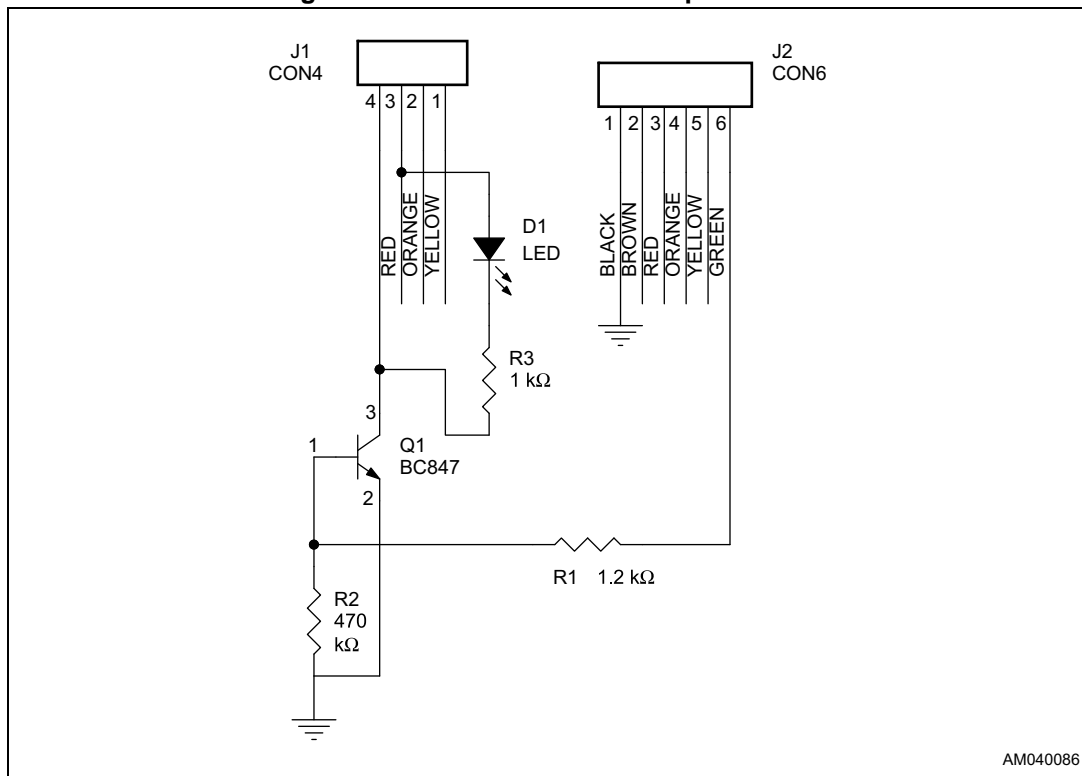 J1
CON4
J2
CON6
4 3 2 1
1 2 3 4 5 6
RED
ORANGE
YELLOW
BLACK
BROWN
RED
ORANGE
YELLOW
GREEN
D1
LED
R3
1 kΩ
3
1
Q1
BC847
2
R1 1.2 kΩ
R2
470
kΩ
AM040086